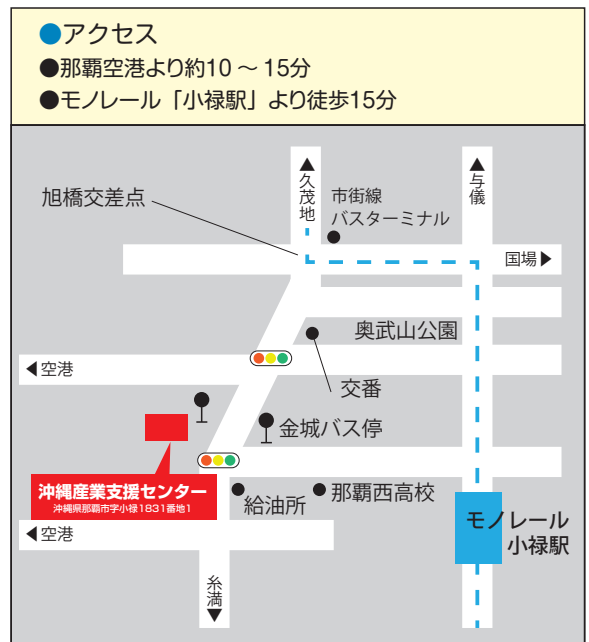 ●アクセス
●那覇空港より約10 ～ 15分
●モノレール「小禄駅」より徒歩15分
▲久茂地
▲与儀
旭橋交差点
市街線
バスターミナル
国場▶
奥武山公園
◀空港
交番
金城バス停
沖縄産業支援センター
沖縄県那覇市字小禄1831番地1
給油所
那覇西高校
モノレール
小禄駅
◀空港
糸満▼